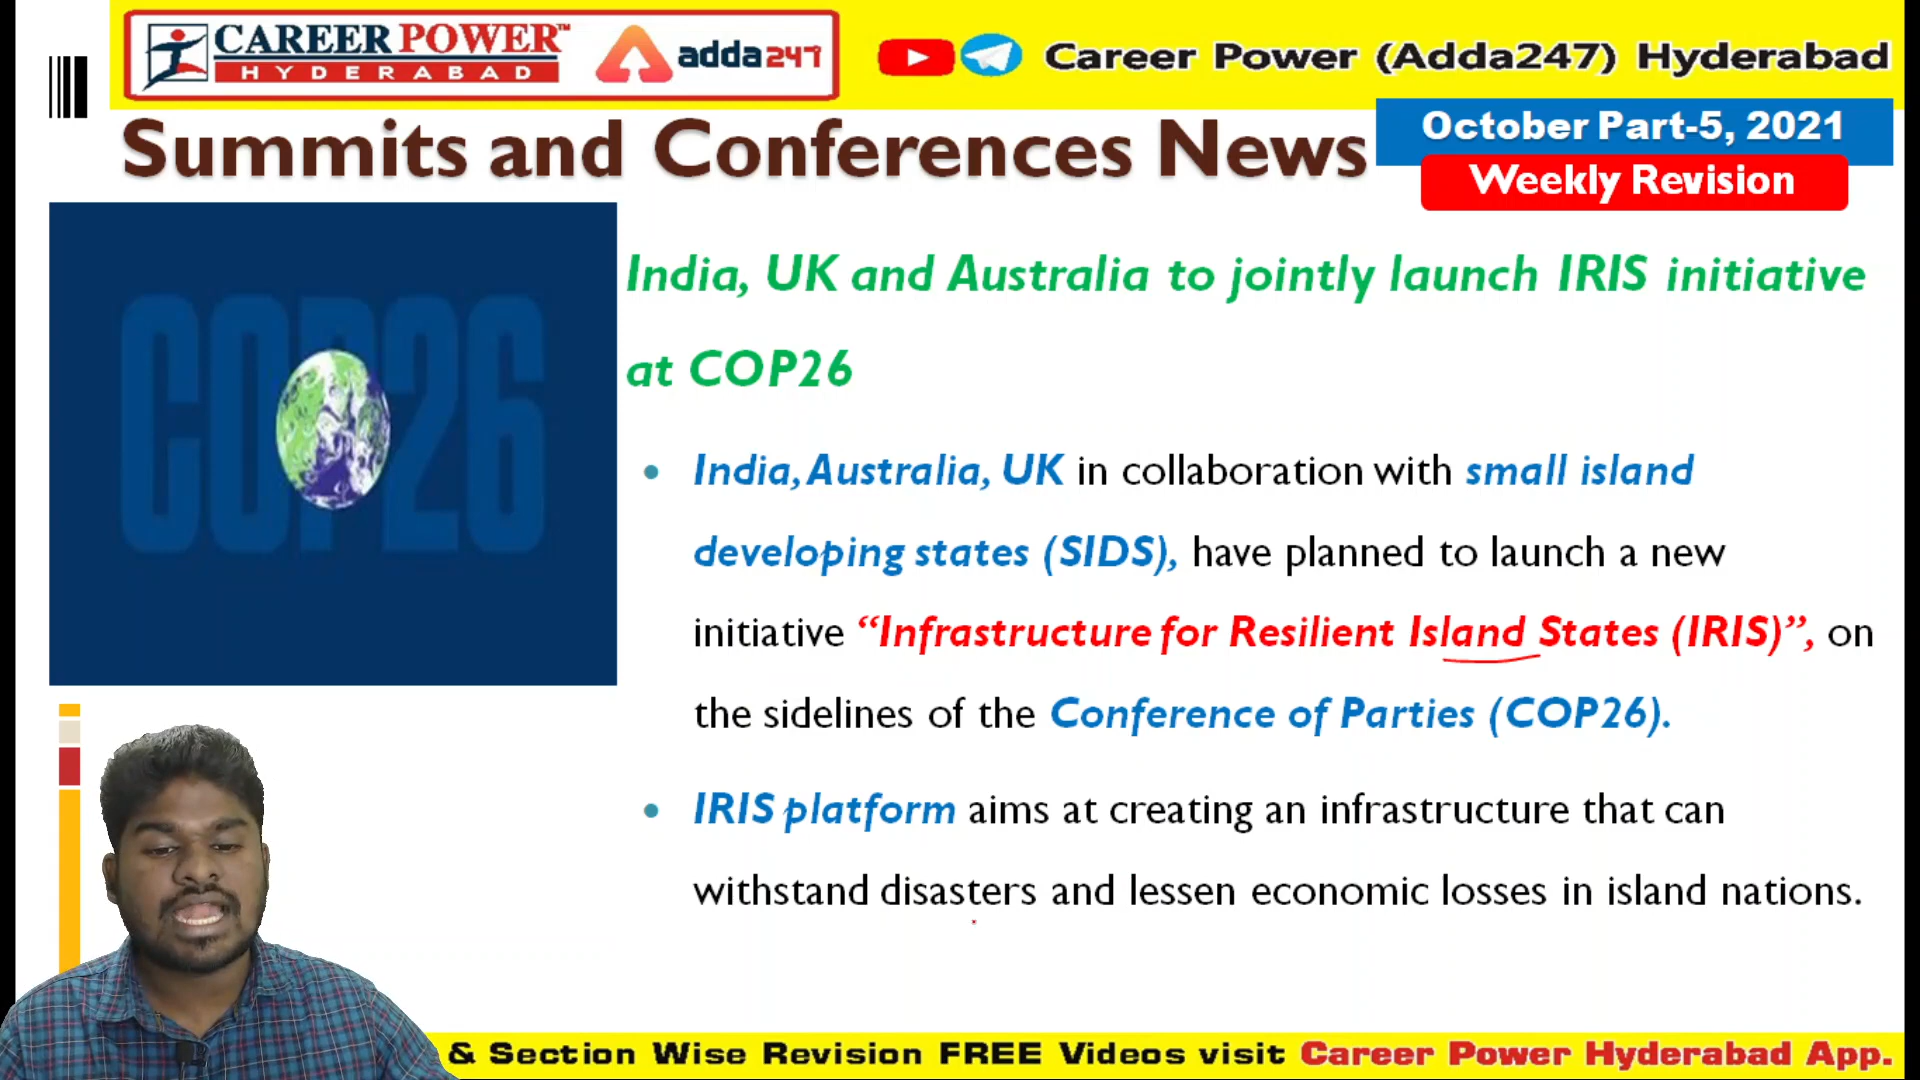 CAREER POWER™
HYDERABAD
adda247
Career Power (Adda247) Hyderabad
Summits and Conferences News
October Part-5, 2021
Weekly Revision
COP26
India, UK and Australia to jointly launch IRIS initiative
at COP26
• India, Australia, UK in collaboration with small island
developing states (SIDS), have planned to launch a new
initiative “Infrastructure for Resilient Island States (IRIS)”, on
the sidelines of the Conference of Parties (COP26).
• IRIS platform aims at creating an infrastructure that can
withstand disasters and lessen economic losses in island nations.
& Section Wise Revision FREE Videos visit Career Power Hyderabad App.